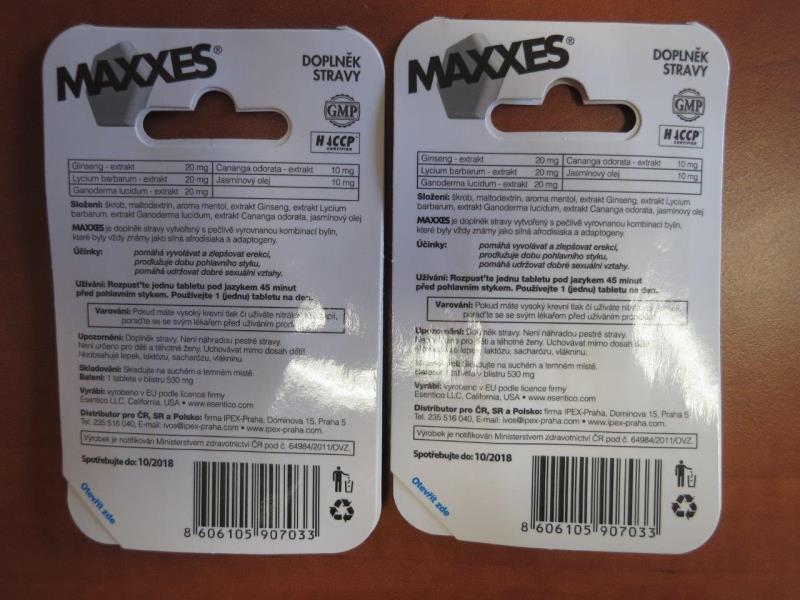 MAXXES®
DOPLNĚK
STRAVY
GMP
HACCP
CERTIFIED
Ginseng - extrakt 20 mg Cananga odorata - extrakt 10 mg
Lycium barbarum - extrakt 20 mg Jasmínový olej 10 mg
Ganoderma lucidum - extrakt 20 mg
Složení: škrob, maltodextrin, aroma mentol, extrakt Ginseng, extrakt Lycium
barbarum, extrakt Ganoderma lucidum, extrakt Cananga odorata, jasmínový olej
MAXXES je doplněk stravy vytvořený s pečlivě vyrovnanou kombinací bylin,
které byly vždy známy jako silná afrodisiaka a adaptogeny.
Účinky: pomáhá vyvolávat a zlepšovat erekci,
prodlužuje dobu pohlavního styku,
pomáhá udržovat dobré sexuální vztahy.
Užívání: Rozpusťte jednu tabletu pod jazykem 45 minut
před pohlavním stykem. Používejte 1 (jednu) tabletu na den.
Varování: Pokud máte vysoký krevní tlak či užíváte
poraďte se se svým lékařem před užíváním
Upozornění: Doplněk stravy. Není náhradou pestré stravy.
Není určeno pro děti a těhotné ženy. Uchovávat mimo dosah dětí!
Neobsahuje lepek, laktózu, sacharózu, vlákninu.
Skladování: Skladujte na suchém a temném místě.
Balení: 1 tableta v blistru 530 mg
Vyrábí: vyrobeno v EU podle licence firmy
Esentico LLC, California, USA • www.esentico.com
Distributor pro ČR, SR a Polsko: firma IPEX-Praha, Dominova 15, Praha 5
Tel. 235 516 040, E-mail: ivos@ipex-praha.com • www.ipex-praha.com
Výrobek je notifikován Ministerstvem zdravotnictví ČR pod č. 64984/2011/OVZ.
Spotřebujte do: 10/2018
Otevřít zde
8 606105 907033
MAXXES®
DOPLNĚK
STRAVY
GMP
HACCP
CERTIFIED
Ginseng - extrakt 20 mg Cananga odorata - extrakt 10 mg
Lycium barbarum - extrakt 20 mg Jasmínový olej 10 mg
Ganoderma lucidum - extrakt 20 mg
Složení: škrob, maltodextrin, aroma mentol, extrakt Ginseng, extrakt Lycium
barbarum, extrakt Ganoderma lucidum, extrakt Cananga odorata, jasmínový olej
MAXXES je doplněk stravy vytvořený s pečlivě vyrovnanou kombinací bylin,
které byly vždy známy jako silná afrodisiaka a adaptogeny.
Účinky: pomáhá vyvolávat a zlepšovat erekci,
prodlužuje dobu pohlavního styku,
pomáhá udržovat dobré sexuální vztahy.
Užívání: Rozpusťte jednu tabletu pod jazykem 45 minut
před pohlavním stykem. Používejte 1 (jednu) tabletu na den.
Varování: Pokud máte vysoký krevní tlak či užíváte
poraďte se se svým lékařem před užíváním
Upozornění: Doplněk stravy. Není náhradou pestré stravy.
pro děti a těhotné ženy. Uchovávat mimo dosah dětí!
lepek, laktózu, sacharózu, vlákninu.
Skladujte na suchém a temném místě.
tableta v blistru 530 mg
Vyrábí: vyrobeno v EU podle licence firmy
Esentico LLC, California, USA • www.esentico.com
Distributor pro ČR, SR a Polsko: firma IPEX-Praha, Dominova 15, Praha 5
Tel. 235 516 040, E-mail: ivos@ipex-praha.com • www.ipex-praha.com
Výrobek je notifikován Ministerstvem zdravotnictví ČR pod č. 64984/2011/OVZ.
Spotřebujte do: 10/2018
Otevřít zde
8 606105 907033